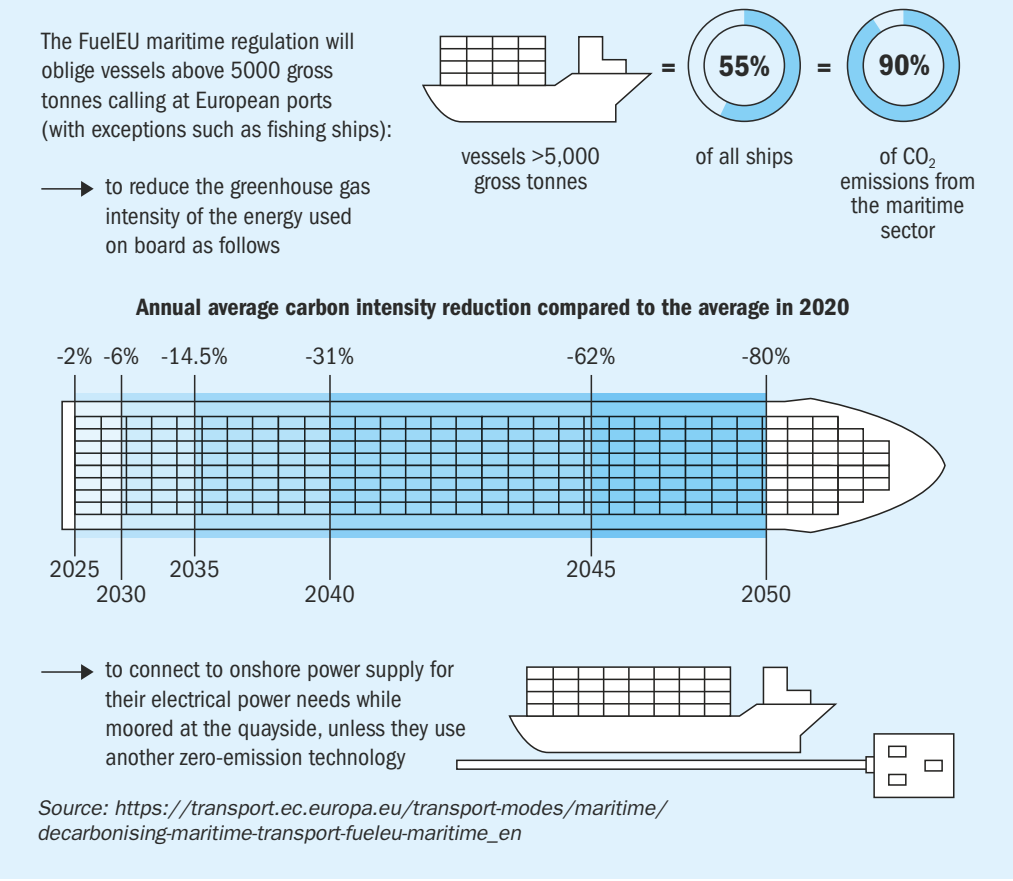 The FuelEU maritime regulation will
oblige vessels above 5000 gross
tonnes calling at European ports
(with exceptions such as fishing ships):
to reduce the greenhouse gas
intensity of the energy used
on board as follows
=
55%
=
90%
vessels >5,000
gross tonnes
of all ships
of CO₂
emissions from
the maritime
sector
Annual average carbon intensity reduction compared to the average in 2020
-2% -6% -14.5% -31% -62% -80%
2025 2035 2045
2030 2040 2050
to connect to onshore power supply for
their electrical power needs while
moored at the quayside, unless they use
another zero-emission technology
Source: https://transport.ec.europa.eu/transport-modes/maritime/
decarbonising-maritime-transport-fueleu-maritime_en